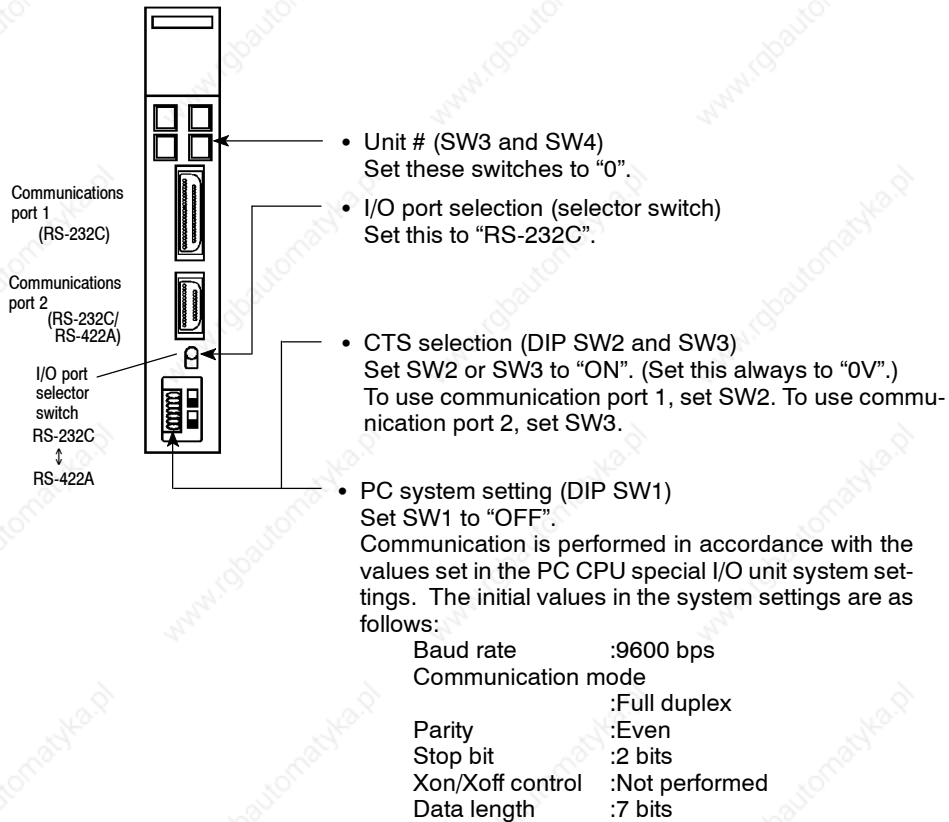 Communications
port 1
(RS-232C)
Communications
port 2
(RS-232C/
RS-422A)
I/O port
selector
switch
RS-232C
⇕
RS-422A
• Unit # (SW3 and SW4)
Set these switches to “0”.
• I/O port selection (selector switch)
Set this to “RS-232C”.
• CTS selection (DIP SW2 and SW3)
Set SW2 or SW3 to “ON”. (Set this always to “0V”.)
To use communication port 1, set SW2. To use commu-
nication port 2, set SW3.
• PC system setting (DIP SW1)
Set SW1 to “OFF”.
Communication is performed in accordance with the
values set in the PC CPU special I/O unit system set-
tings. The initial values in the system settings are as
follows:
Baud rate :9600 bps
Communication mode
:Full duplex
Parity :Even
Stop bit :2 bits
Xon/Xoff control :Not performed
Data length :7 bits
www.rgbautomatyka.pl